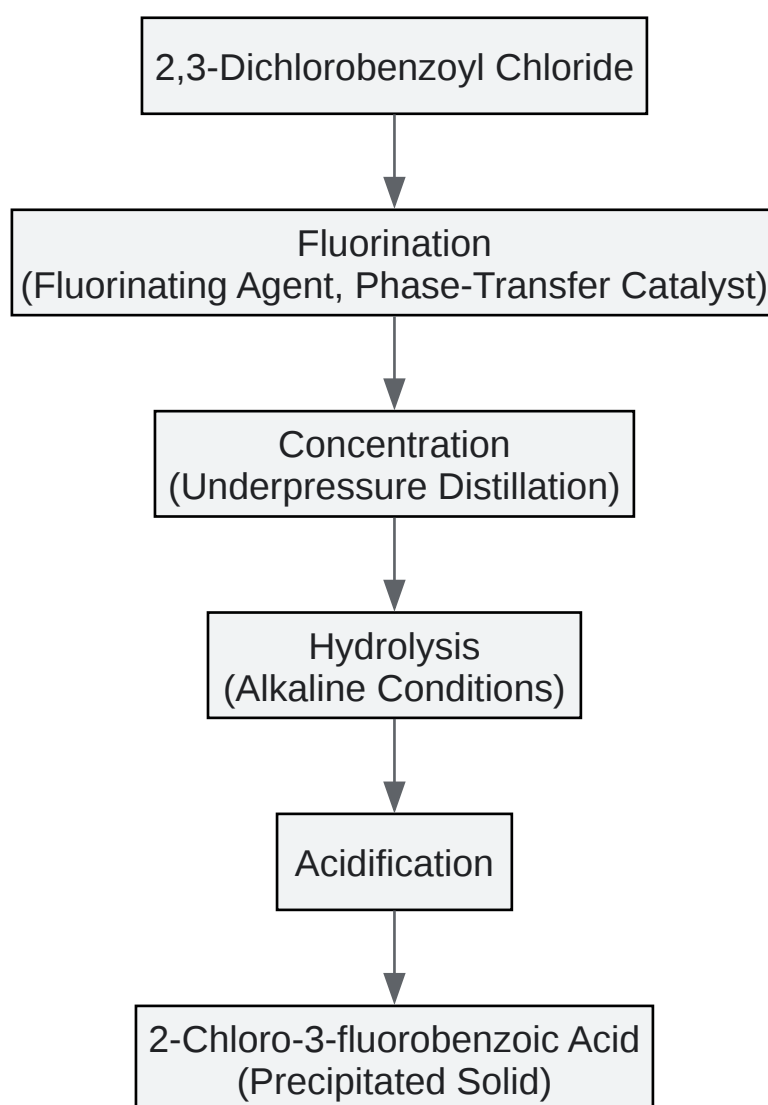 2,3-Dichlorobenzoyl Chloride
Fluorination
(Fluorinating Agent, Phase-Transfer Catalyst)
Concentration
(Underpressure Distillation)
Hydrolysis
(Alkaline Conditions)
Acidification
2-Chloro-3-fluorobenzoic Acid
(Precipitated Solid)